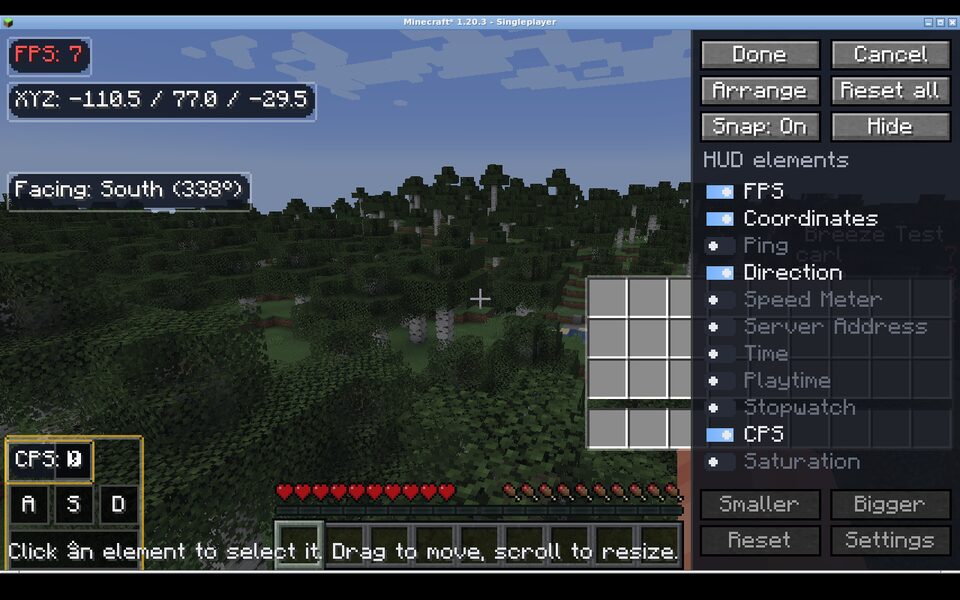 Minecraft* 1.20.3 - Singleplayer
FPS: 7
XYZ: -110.5 / 77.0 / -29.5
Facing: South (338°)
Done
Cancel
Arrange
Reset all
Snap: On
Hide
HUD elements
FPS
Coordinates
Ping
Breeze Test
carl
Direction
Speed Meter
Server Address
Time
Playtime
Stopwatch
CPS
Saturation
CPS: 0
A S D
Click an element to select it. Drag to move, scroll to resize.
Smaller
Bigger
Reset
Settings